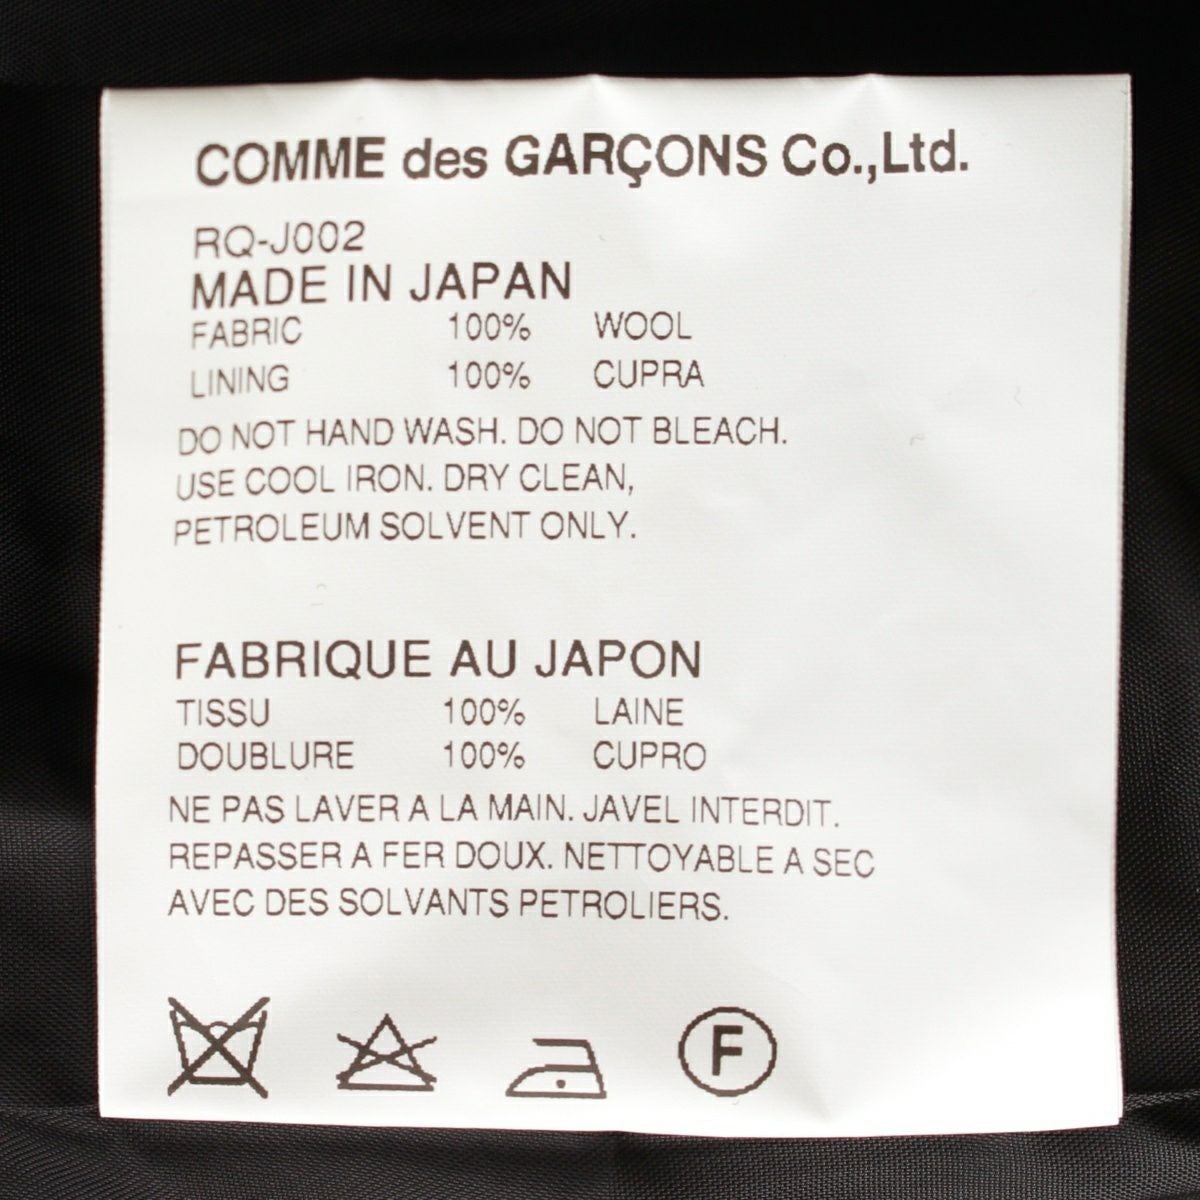 COMME des GARÇONS Co.,Ltd.
RQ-J002
MADE IN JAPAN
FABRIC 100% WOOL
LINING 100% CUPRA
DO NOT HAND WASH. DO NOT BLEACH.
USE COOL IRON. DRY CLEAN,
PETROLEUM SOLVENT ONLY.
FABRIQUE AU JAPON
TISSU 100% LAINE
DOUBLURE 100% CUPRO
NE PAS LAVER A LA MAIN. JAVEL INTERDIT.
REPASSER A FER DOUX. NETTOYABLE A SEC
AVEC DES SOLVANTS PETROLIERS.
F